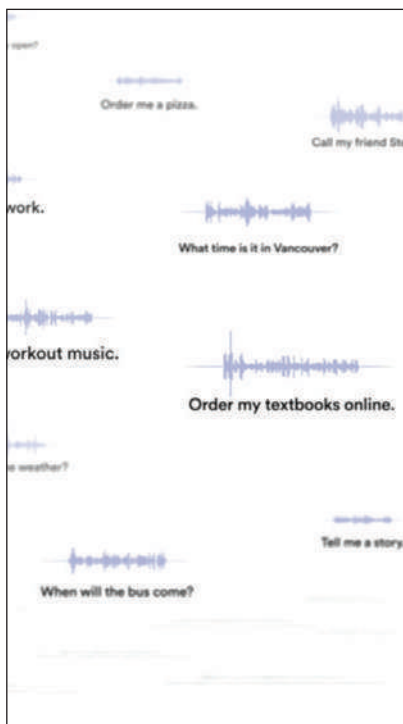 open?
Order me a pizza.
Call my friend
work.
What time is it in Vancouver?
workout music.
Order my textbooks online.
weather?
Tell me a story.
When will the bus come?